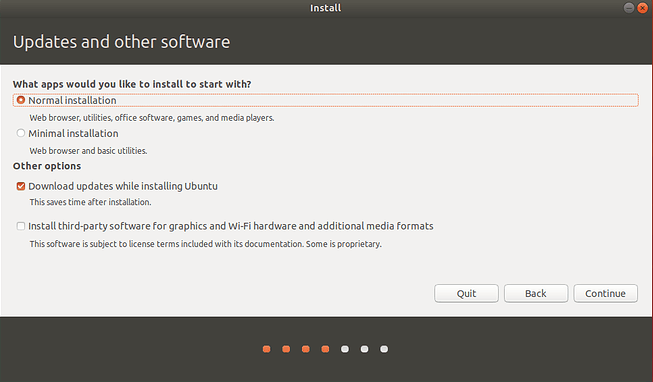 Install
Updates and other software
What apps would you like to install to start with?
Normal installation
Web browser, utilities, office software, games, and media players.
Minimal installation
Web browser and basic utilities.
Other options
Download updates while installing Ubuntu
This saves time after installation.
Install third-party software for graphics and Wi-Fi hardware and additional media formats
This software is subject to license terms included with its documentation. Some is proprietary.
Quit Back Continue